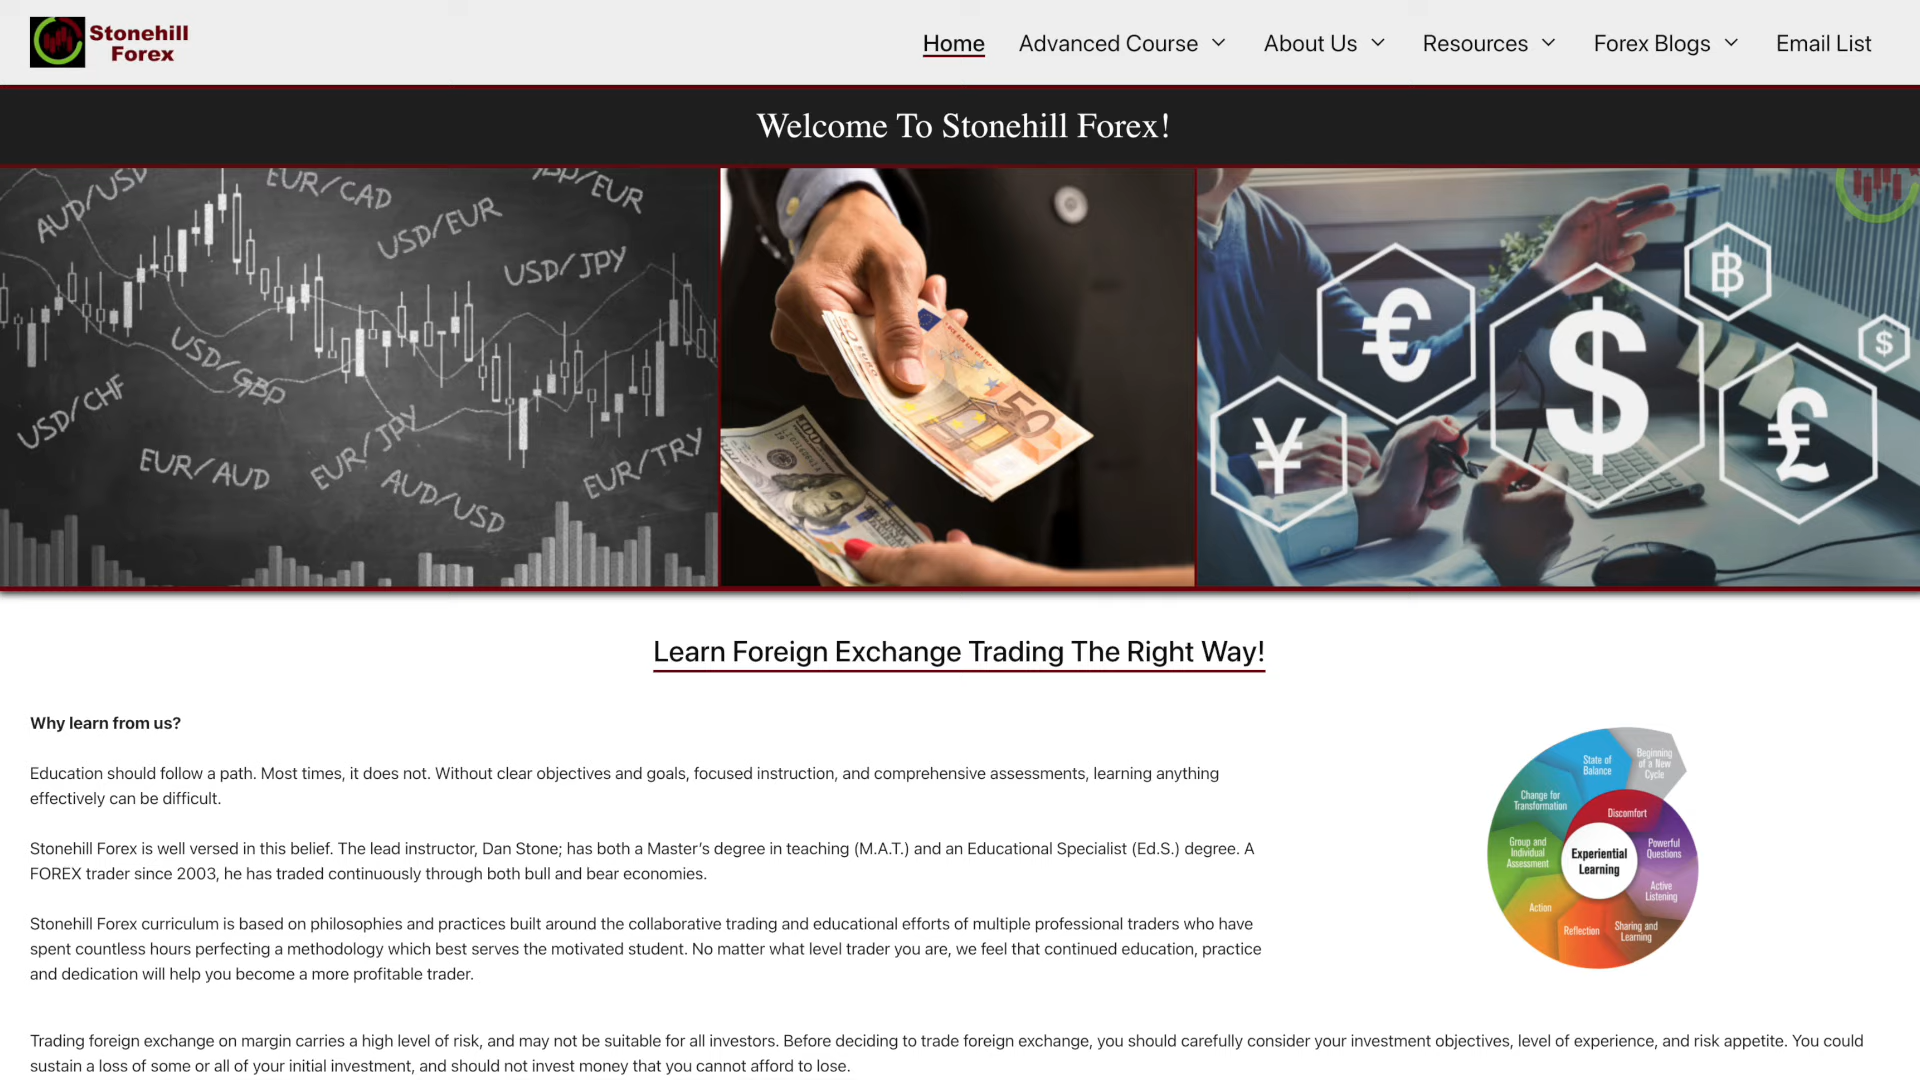 Stonehill
Forex
Home
Advanced Course
About Us
Resources
Forex Blogs
Email List
Welcome To Stonehill Forex!
AUD/USD
EUR/CAD
USD/EUR
USD/JPY
USD/GBP
USD/CHF
EUR/AUD
EUR/JPY
AUD/USD
EUR/TRY
50 EURO
50
100
¥
€
$
฿
£
$
Learn Foreign Exchange Trading The Right Way!
Why learn from us?
Education should follow a path. Most times, it does not. Without clear objectives and goals, focused instruction, and comprehensive assessments, learning anything
effectively can be difficult.
Stonehill Forex is well versed in this belief. The lead instructor, Dan Stone; has both a Master’s degree in teaching (M.A.T.) and an Educational Specialist (Ed.S.) degree. A
FOREX trader since 2003, he has traded continuously through both bull and bear economies.
Stonehill Forex curriculum is based on philosophies and practices built around the collaborative trading and educational efforts of multiple professional traders who have
spent countless hours perfecting a methodology which best serves the motivated student. No matter what level trader you are, we feel that continued education, practice
and dedication will help you become a more profitable trader.
State of
Balance
Beginning
of a New
Cycle
Change for
Transformation
Discomfort
Group and
Individual
Assessment
Powerful
Questions
Experiential
Learning
Active
Listening
Action
Reflection
Sharing and
Learning
Trading foreign exchange on margin carries a high level of risk, and may not be suitable for all investors. Before deciding to trade foreign exchange, you should carefully consider your investment objectives, level of experience, and risk appetite. You could
sustain a loss of some or all of your initial investment, and should not invest money that you cannot afford to lose.